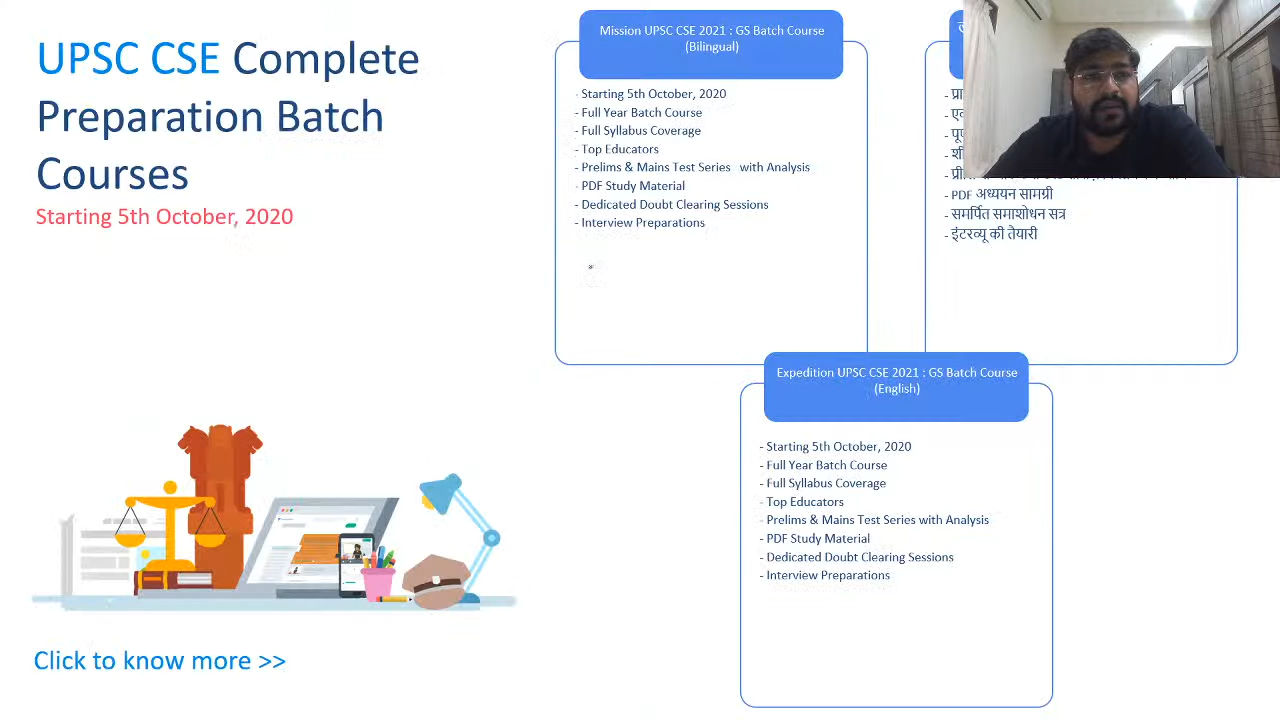 UPSC CSE Complete
Preparation Batch
Courses
Starting 5th October, 2020
Mission UPSC CSE 2021 : GS Batch Course
(Bilingual)
- Starting 5th October, 2020
- Full Year Batch Course
- Full Syllabus Coverage
- Top Educators
- Prelims & Mains Test Series with Analysis
- PDF Study Material
- Dedicated Doubt Clearing Sessions
- Interview Preparations
*
- PDF अध्ययन सामग्री
- समर्पित समाशोधन सत्र
- इंटरव्यू की तैयारी
Expedition UPSC CSE 2021 : GS Batch Course
(English)
- Starting 5th October, 2020
- Full Year Batch Course
- Full Syllabus Coverage
- Top Educators
- Prelims & Mains Test Series with Analysis
- PDF Study Material
- Dedicated Doubt Clearing Sessions
- Interview Preparations
Click to know more >>